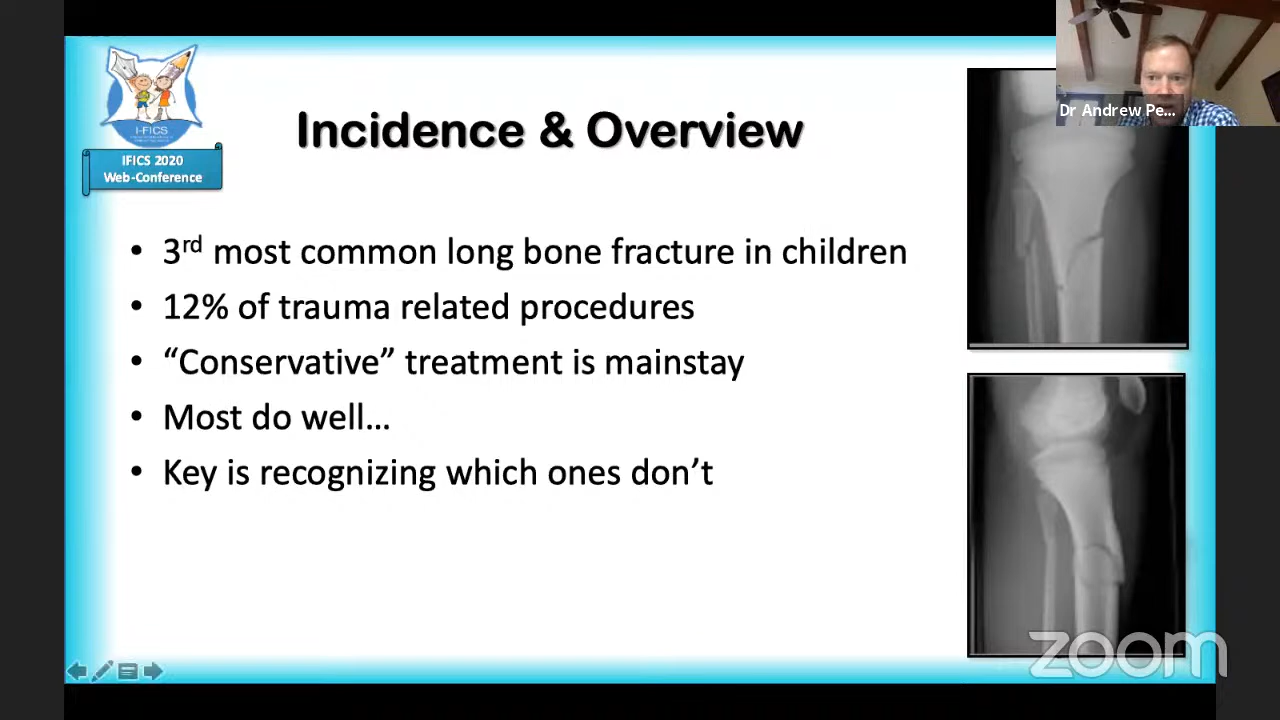 Dr Andrew Pe...
I-FICS
IFICS 2020
Web-Conference
Incidence & Overview
• 3rd most common long bone fracture in children
• 12% of trauma related procedures
• “Conservative” treatment is mainstay
• Most do well…
• Key is recognizing which ones don’t
zoom